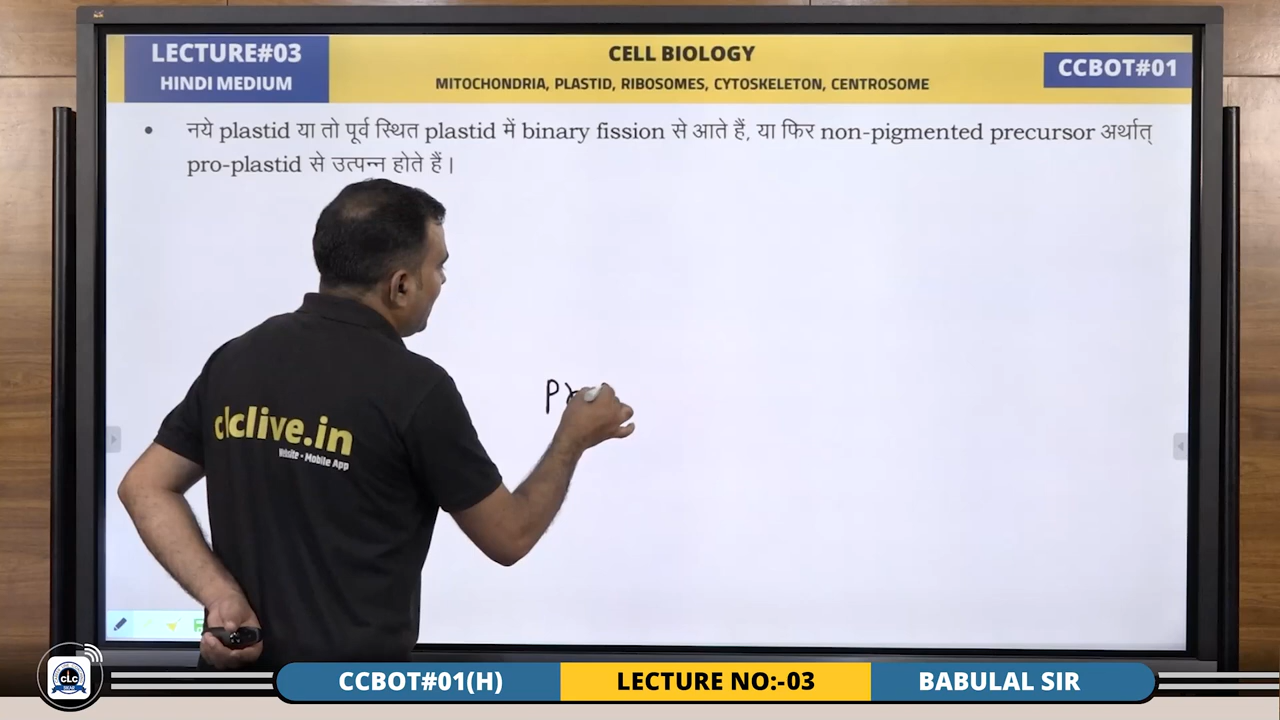 LECTURE#03
HINDI MEDIUM
CELL BIOLOGY
MITOCHONDRIA, PLASTID, RIBOSOMES, CYTOSKELETON, CENTROSOME
CCBOT#01
• नये plastid या तो पूर्व स्थित plastid में binary fission से आते हैं, या फिर non-pigmented precursor अर्थात्
pro-plastid से उत्पन्न होते हैं।
clclive.in
Website - Mobile App
CLC
CCBOT#01(H)
LECTURE NO:-03
BABULAL SIR